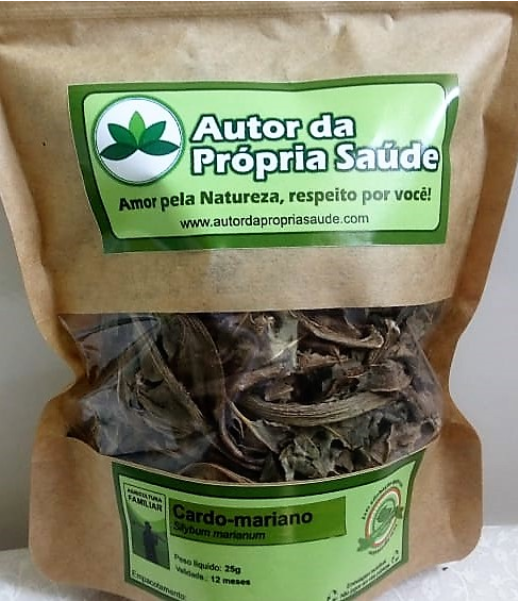 Autor da
Própria Saúde
Amor pela Natureza, respeito por você!
www.autordapropriasaude.com
AGRICULTURA
FAMILIAR
Cardo-mariano
Silybum marianum
Peso líquido: 25g
Validade.: 12 meses
Empacotamento: